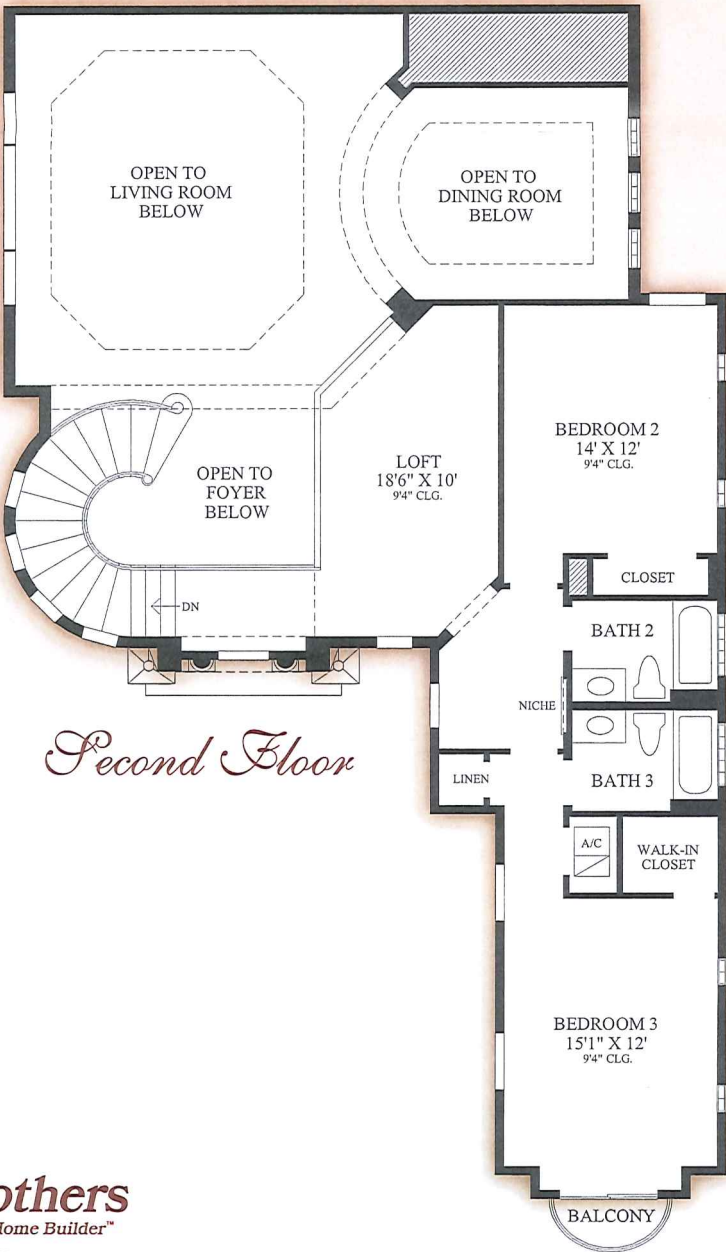 OPEN TO
LIVING ROOM
BELOW
OPEN TO
DINING ROOM
BELOW
BEDROOM 2
14' X 12'
9'4" CLG.
LOFT
18'6" X 10'
9'4" CLG.
OPEN TO
FOYER
BELOW
CLOSET
DN
BATH 2
NICHE
Second Floor
LINEN
BATH 3
A/C
WALK-IN
CLOSET
BEDROOM 3
15'1" X 12'
9'4" CLG.
others
Home Builder™
BALCONY